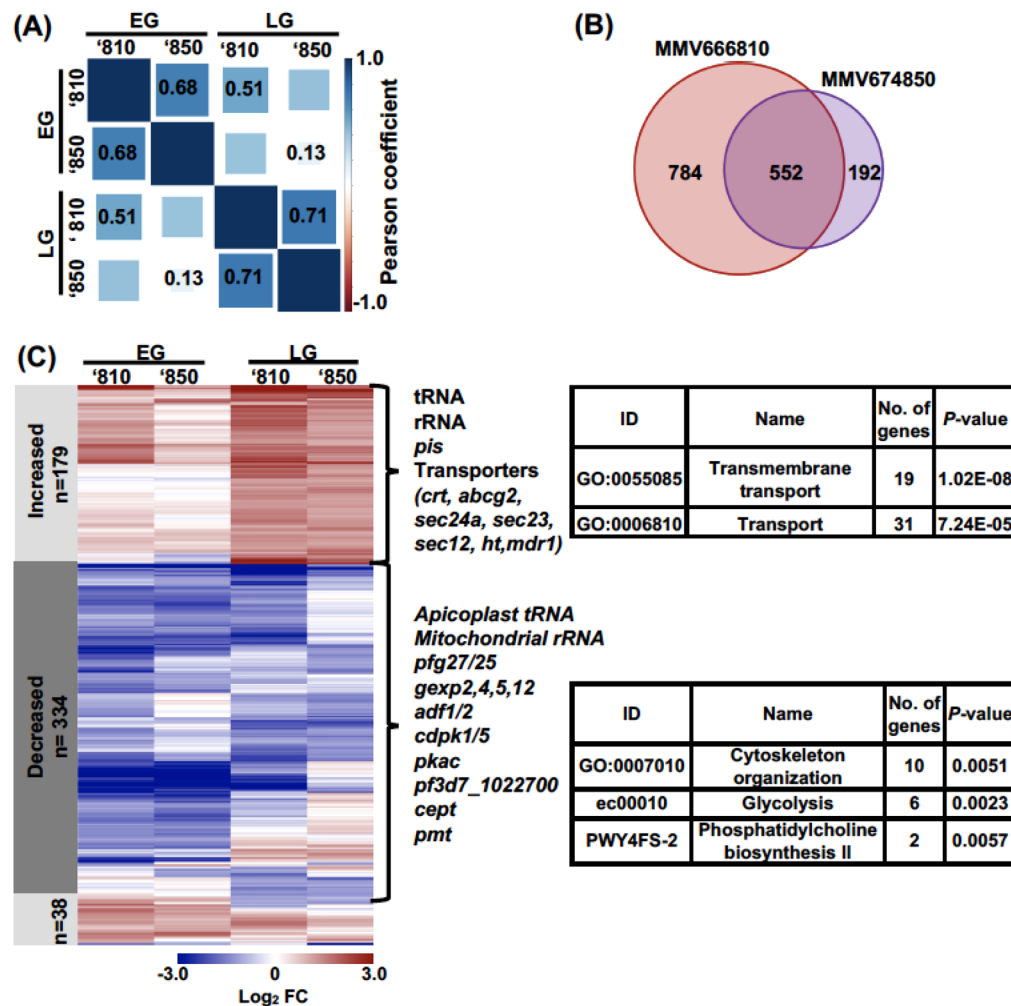 (A)
EG
LG
'810
'850
'810
'850
EG
'810
'850
LG
' 810
'850
0.68
0.51
0.68
0.13
0.51
0.71
0.13
0.71
1.0
Pearson coefficient
-1.0
(B)
MMV666810
MMV674850
784
552
192
(C)
EG
LG
'810
'850
'810
'850
Increased
n=179
Decreased
n= 334
n=38
tRNA
rRNA
pis
Transporters
(crt, abcg2,
sec24a, sec23,
sec12, ht,mdr1)
Apicoplast tRNA
Mitochondrial rRNA
pfg27/25
gexp2,4,5,12
adf1/2
cdpk1/5
pkac
pf3d7_1022700
cept
pmt
ID Name No. of genes P-value
GO:0055085 Transmembrane transport 19 1.02E-08
GO:0006810 Transport 31 7.24E-05
ID Name No. of genes P-value
GO:0007010 Cytoskeleton organization 10 0.0051
ec00010 Glycolysis 6 0.0023
PWY4FS-2 Phosphatidylcholine biosynthesis II 2 0.0057
-3.0 0 3.0
Log₂ FC